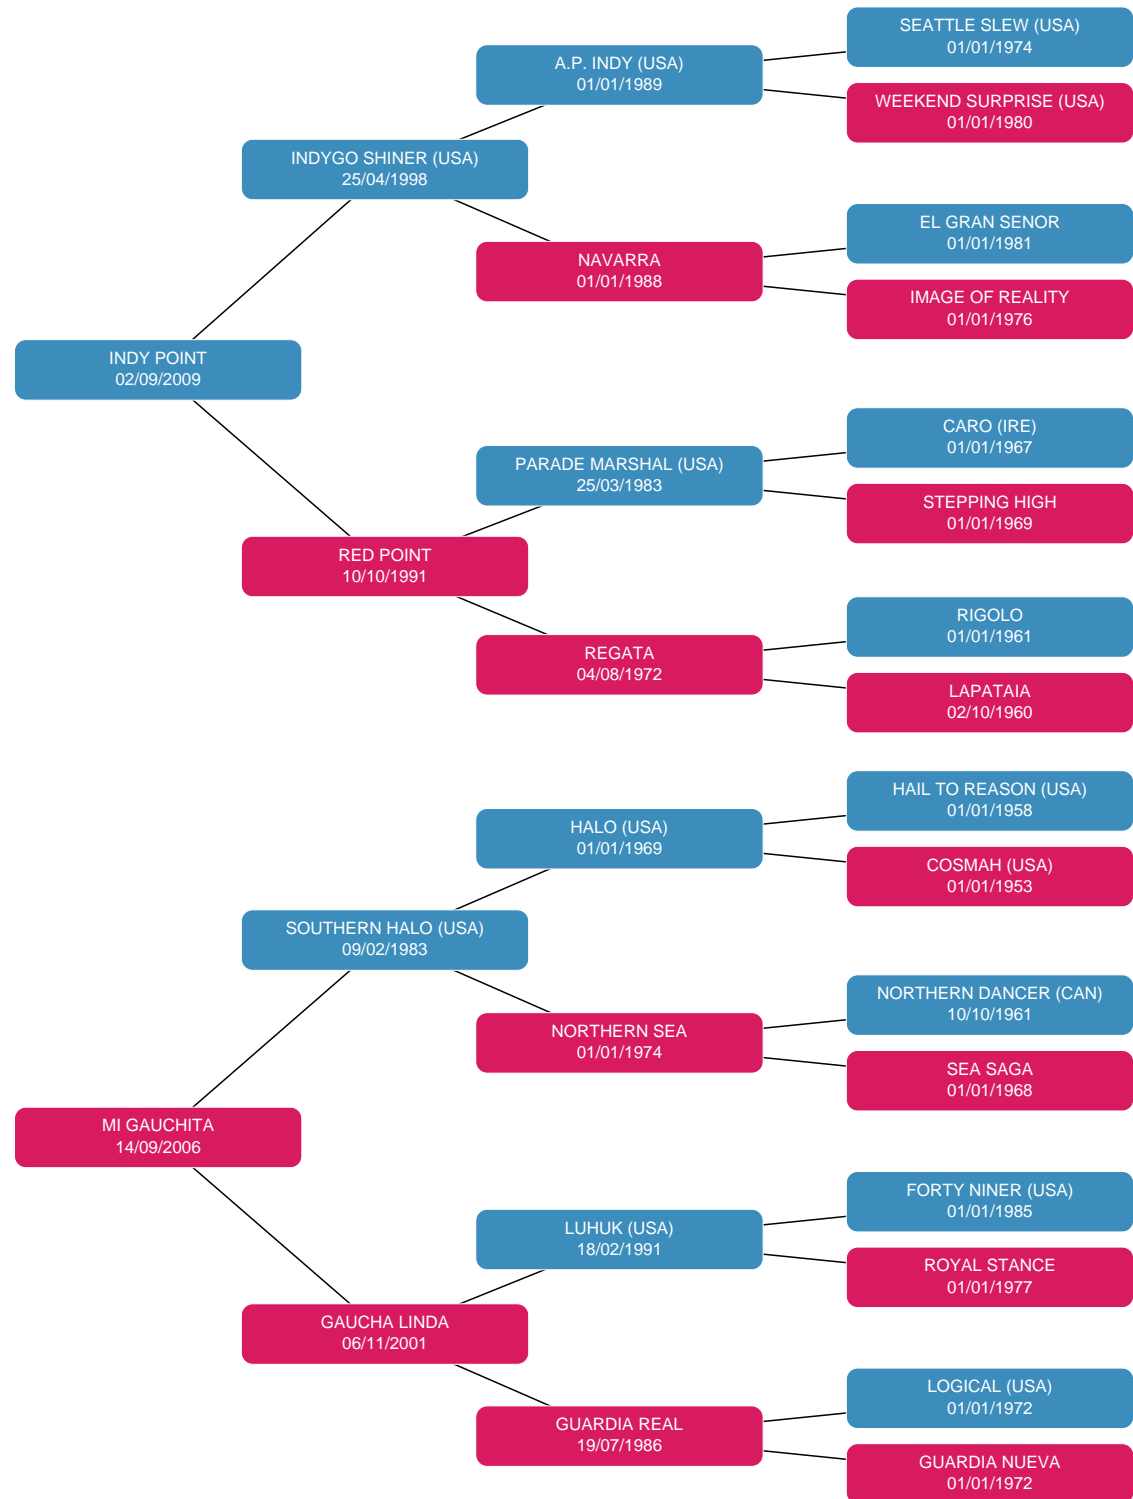 SEATTLE SLEW (USA)
01/01/1974
A.P. INDY (USA)
01/01/1989
WEEKEND SURPRISE (USA)
01/01/1980
INDYGO SHINER (USA)
25/04/1998
EL GRAN SENOR
01/01/1981
NAVARRA
01/01/1988
IMAGE OF REALITY
01/01/1976
INDY POINT
02/09/2009
CARO (IRE)
01/01/1967
PARADE MARSHAL (USA)
25/03/1983
STEPPING HIGH
01/01/1969
RED POINT
10/10/1991
RIGOLO
01/01/1961
REGATA
04/08/1972
LAPATAIA
02/10/1960
HAIL TO REASON (USA)
01/01/1958
HALO (USA)
01/01/1969
COSMAH (USA)
01/01/1953
SOUTHERN HALO (USA)
09/02/1983
NORTHERN DANCER (CAN)
10/10/1961
NORTHERN SEA
01/01/1974
SEA SAGA
01/01/1968
MI GAUCHITA
14/09/2006
FORTY NINER (USA)
01/01/1985
LUHUK (USA)
18/02/1991
ROYAL STANCE
01/01/1977
GAUCHA LINDA
06/11/2001
LOGICAL (USA)
01/01/1972
GUARDIA REAL
19/07/1986
GUARDIA NUEVA
01/01/1972